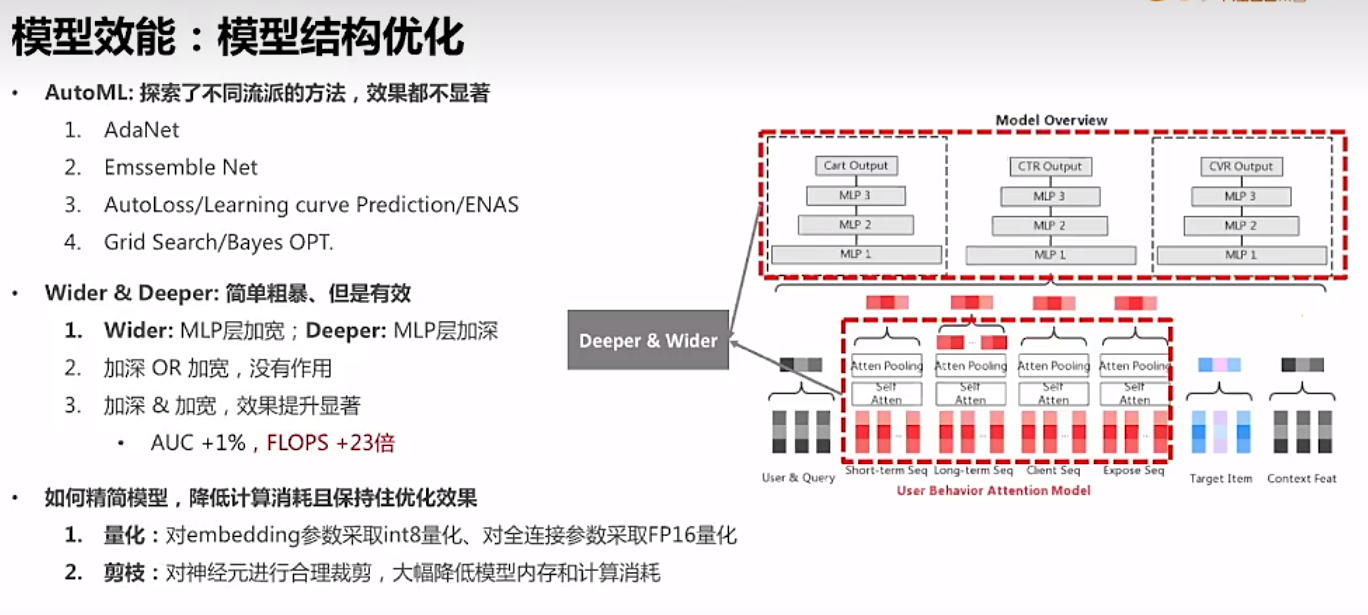 模型效能：模型结构优化
• AutoML: 探索了不同流派的方法，效果都不显著
1. AdaNet
2. Emssemble Net
3. AutoLoss/Learning curve Prediction/ENAS
4. Grid Search/Bayes OPT.
• Wider & Deeper: 简单粗暴、但是有效
1. Wider: MLP层加宽；Deeper: MLP层加深
2. 加深 OR 加宽，没有作用
3. 加深 & 加宽，效果提升显著
• AUC +1%，FLOPS +23倍
• 如何精简模型，降低计算消耗且保持住优化效果
1. 量化：对embedding参数采取int8量化、对全连接参数采取FP16量化
2. 剪枝：对神经元进行合理裁剪，大幅降低模型内存和计算消耗
Model Overview
Cart Output CTR Output CVR Output
MLP 3 MLP 3 MLP 3
MLP 2 MLP 2 MLP 2
MLP 1 MLP 1 MLP 1
Deeper & Wider
... 
Atten Pooling Atten Pooling Atten Pooling Atten Pooling
Self Self Self Self
Atten Atten Atten Atten
... ... ... ...
User & Query Short-term Seq Long-term Seq Client Seq Expose Seq Target Item Context Feat
User Behavior Attention Model